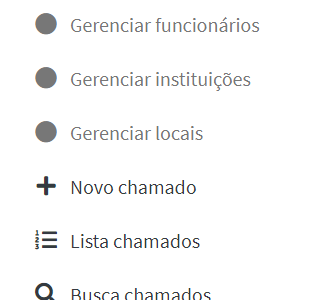 Gerenciar funcionários
Gerenciar instituições
Gerenciar locais
Novo chamado
Lista chamados
Busca chamados